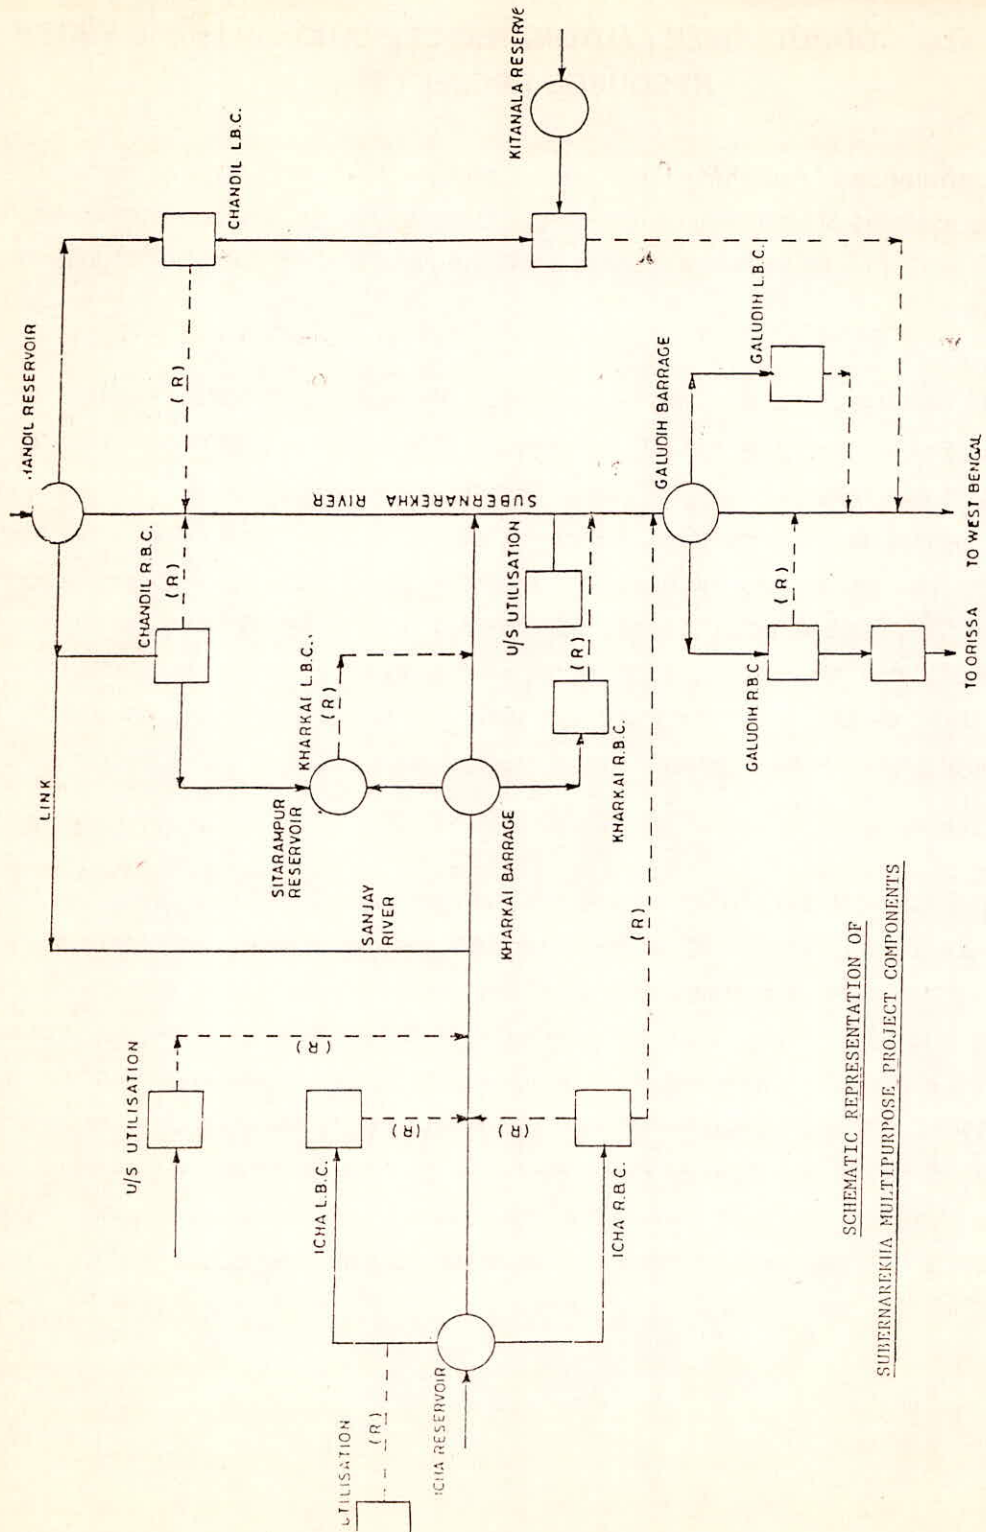 KITANALA RESERVE
CHANDIL L.B.C.
HANDIL RESERVOIR
(R)
CHANDIL R.B.C.
(R)
LINK
KHARKAI L.B.C.
(R)
SITARAMPUR
RESERVOIR
SUBERNAREKHA RIVER
U/S UTILISATION
GALUDIH BARRAGE
GALUDIH L.B.C.
SANJAY
RIVER
KHARKAI BARRAGE
KHARKAI R.B.C.
(R)
GALUDIH R.B.C
(R)
TO ORISSA
TO WEST BENGAL
(R)
U/S UTILISATION
(R)
ICHA L.B.C.
(R)
(R)
ICHA R.B.C.
UTILISATION
(R)
ICHA RESERVOIR
SCHEMATIC REPRESENTATION OF
SUBERNAREKHA MULTIPURPOSE PROJECT COMPONENTS